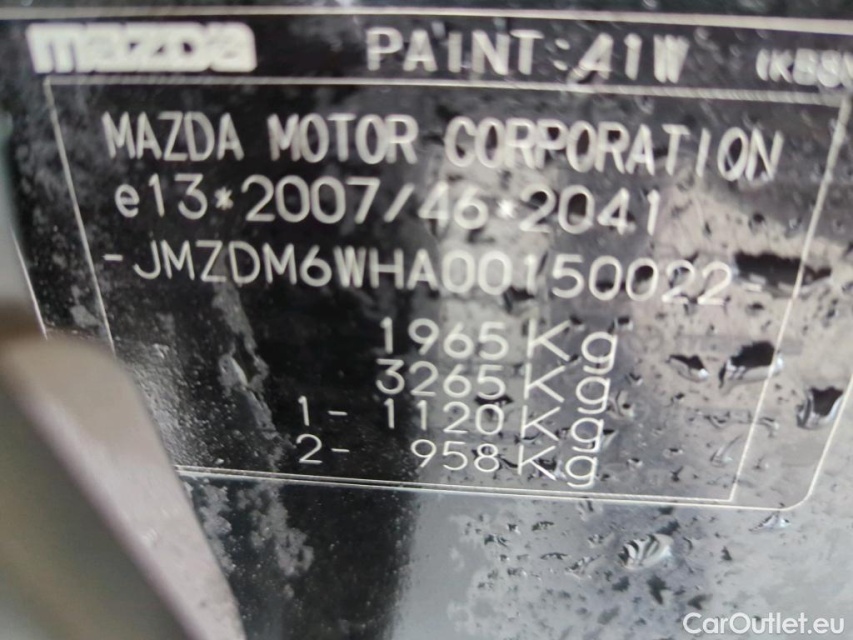 mazda PAINT:41W
MAZDA MOTOR CORPORATION
e13*2007/46*2041
-JMZDM6WHA00150022-
1965Kg
3265Kg
1- 1120Kg
2- 958Kg
CarOutlet.eu